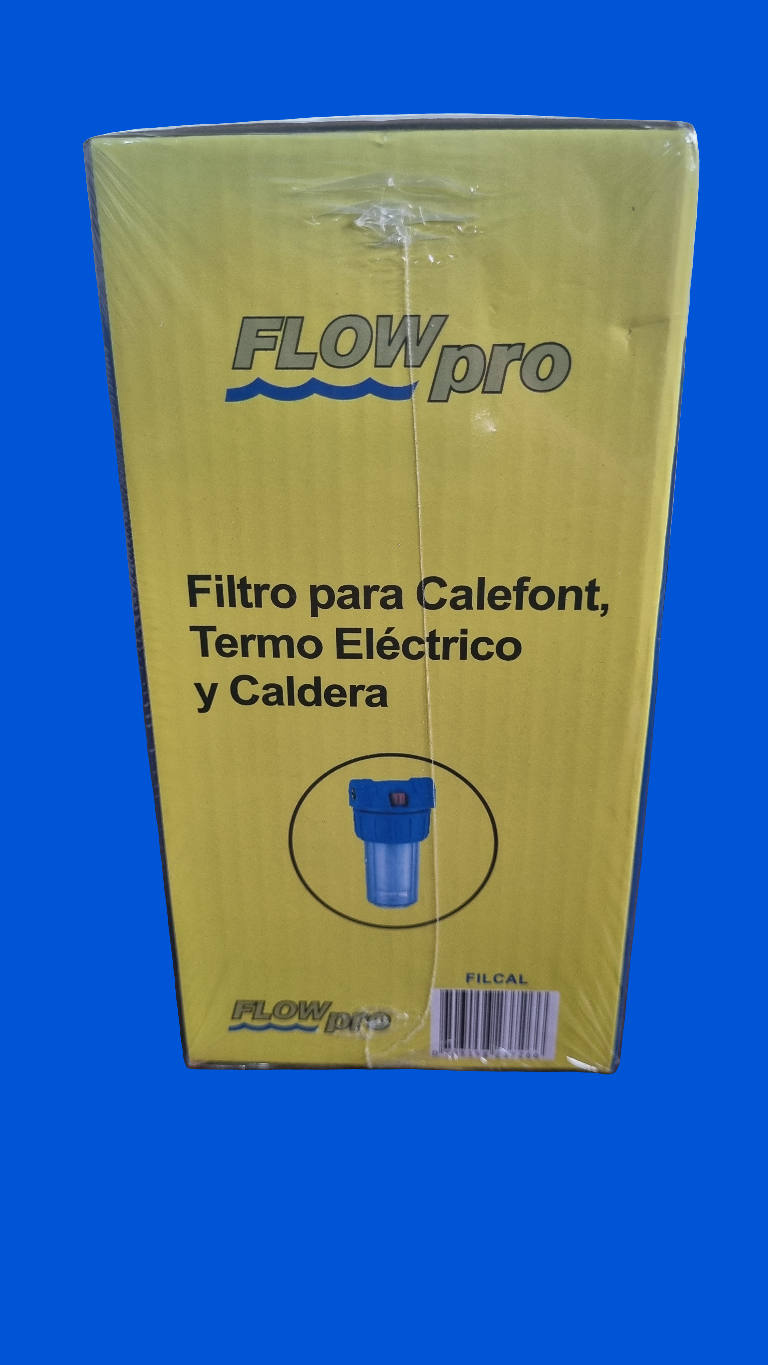 FLOWpro
Filtro para Calefont,
Termo Eléctrico
y Caldera
FILCAL
FLOWpro